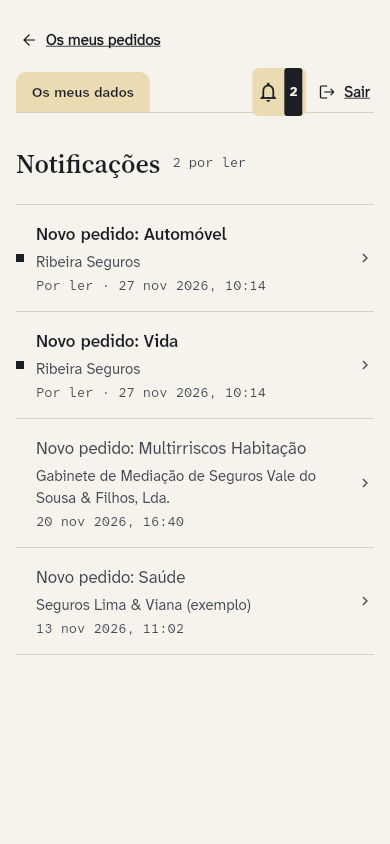 Os meus pedidos
Os meus dados
2
Sair
Notificações 2 por ler
Novo pedido: Automóvel
Ribeira Seguros
Por ler · 27 nov 2026, 10:14
Novo pedido: Vida
Ribeira Seguros
Por ler · 27 nov 2026, 10:14
Novo pedido: Multirriscos Habitação
Gabinete de Mediação de Seguros Vale do
Sousa & Filhos, Lda.
20 nov 2026, 16:40
Novo pedido: Saúde
Seguros Lima & Viana (exemplo)
13 nov 2026, 11:02